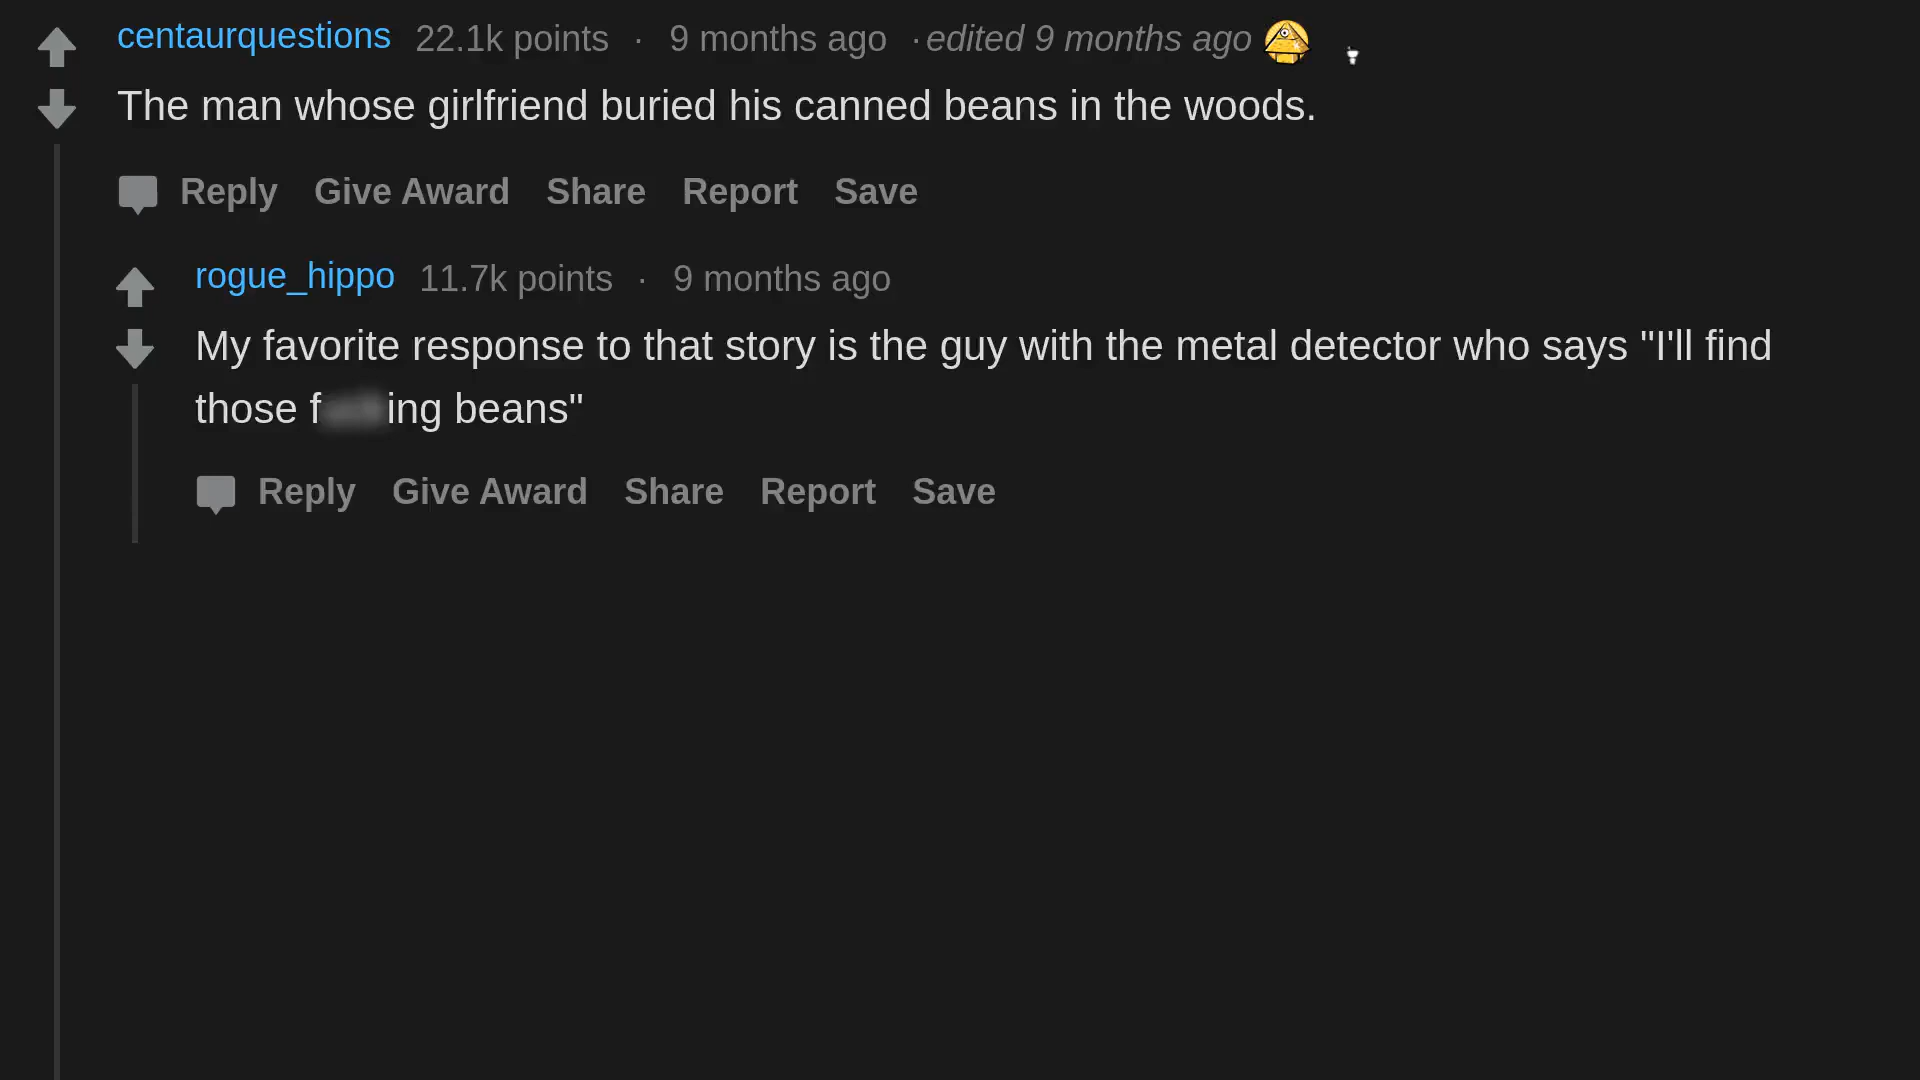 centaurquestions 22.1k points · 9 months ago · edited 9 months ago
The man whose girlfriend buried his canned beans in the woods.
Reply Give Award Share Report Save
rogue_hippo 11.7k points · 9 months ago
My favorite response to that story is the guy with the metal detector who says "I'll find
those f ing beans"
Reply Give Award Share Report Save